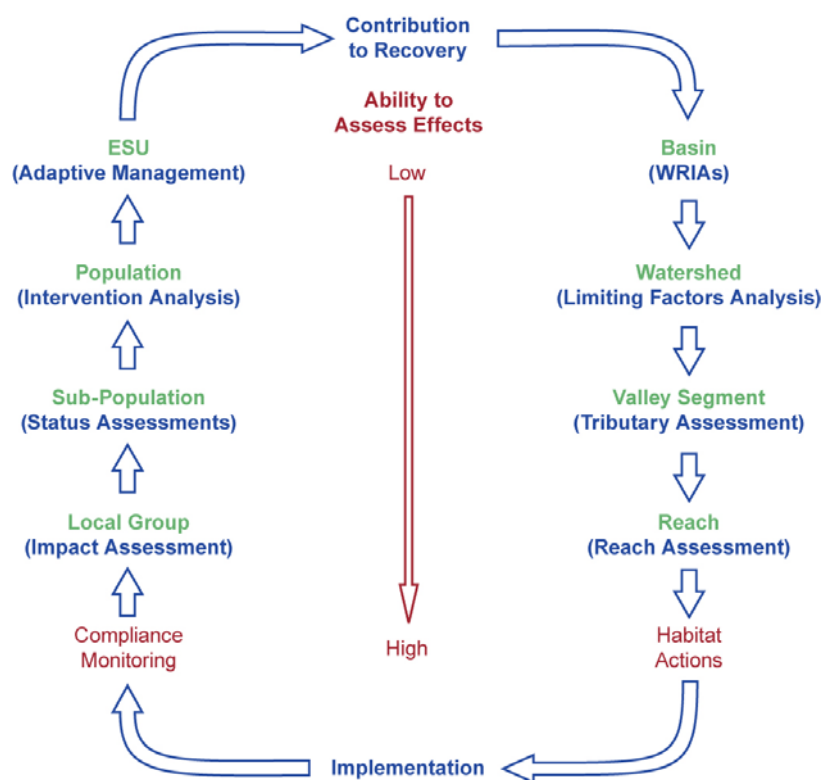 Contribution
to Recovery
Ability to
Assess Effects
ESU
(Adaptive Management)
Low
Basin
(WRIAs)
Population
(Intervention Analysis)
Watershed
(Limiting Factors Analysis)
Sub-Population
(Status Assessments)
Valley Segment
(Tributary Assessment)
Local Group
(Impact Assessment)
Reach
(Reach Assessment)
Compliance
Monitoring
High
Habitat
Actions
Implementation